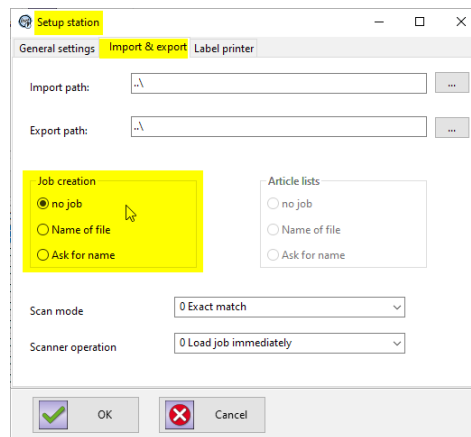 Setup station
General settings Import & export Label printer
Import path: ..\ ...
Export path: ..\ ...
Job creation Article lists
no job no job
Name of file Name of file
Ask for name Ask for name
Scan mode 0 Exact match
Scanner operation 0 Load job immediately
OK Cancel